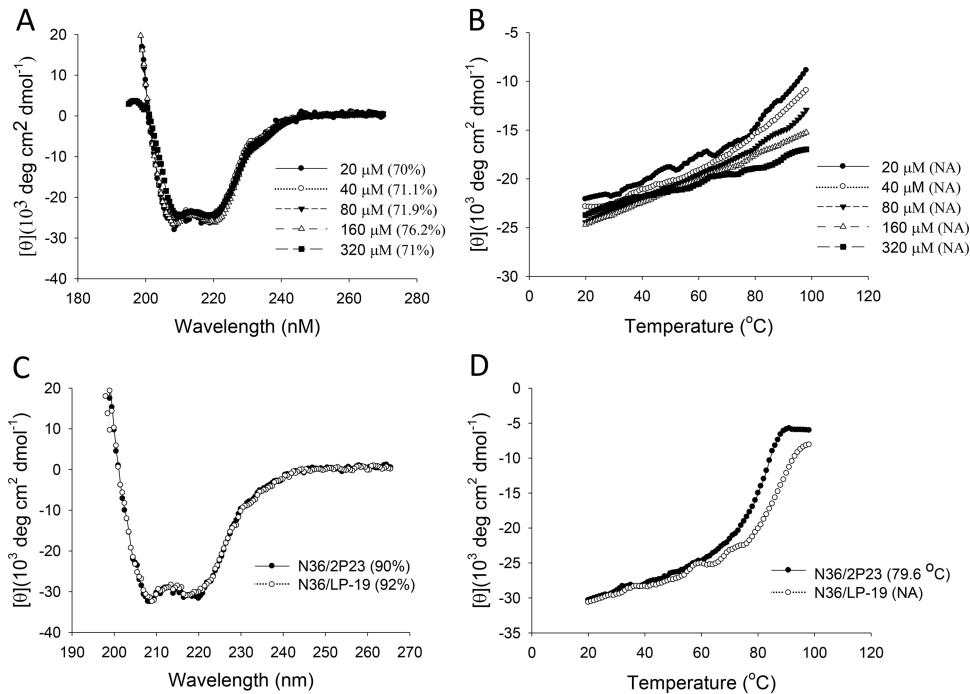 A
[θ](10³ deg cm2 dmol⁻¹)
20
10
0
-10
-20
-30
-40
180
200
220
240
260
280
Wavelength (nM)
20 µM (70%)
40 µM (71.1%)
80 µM (71.9%)
160 µM (76.2%)
320 µM (71%)
B
[θ](10³ deg cm² dmol⁻¹)
-5
-10
-15
-20
-25
-30
0
20
40
60
80
100
120
Temperature (°C)
20 µM (NA)
40 µM (NA)
80 µM (NA)
160 µM (NA)
320 µM (NA)
C
[θ](10³ deg cm² dmol⁻¹)
20
10
0
-10
-20
-30
-40
190
200
210
220
230
240
250
260
270
Wavelength (nm)
N36/2P23 (90%)
N36/LP-19 (92%)
D
[θ](10³ deg cm² dmol⁻¹)
0
-5
-10
-15
-20
-25
-30
-35
0
20
40
60
80
100
120
Temperature (°C)
N36/2P23 (79.6 °C)
N36/LP-19 (NA)